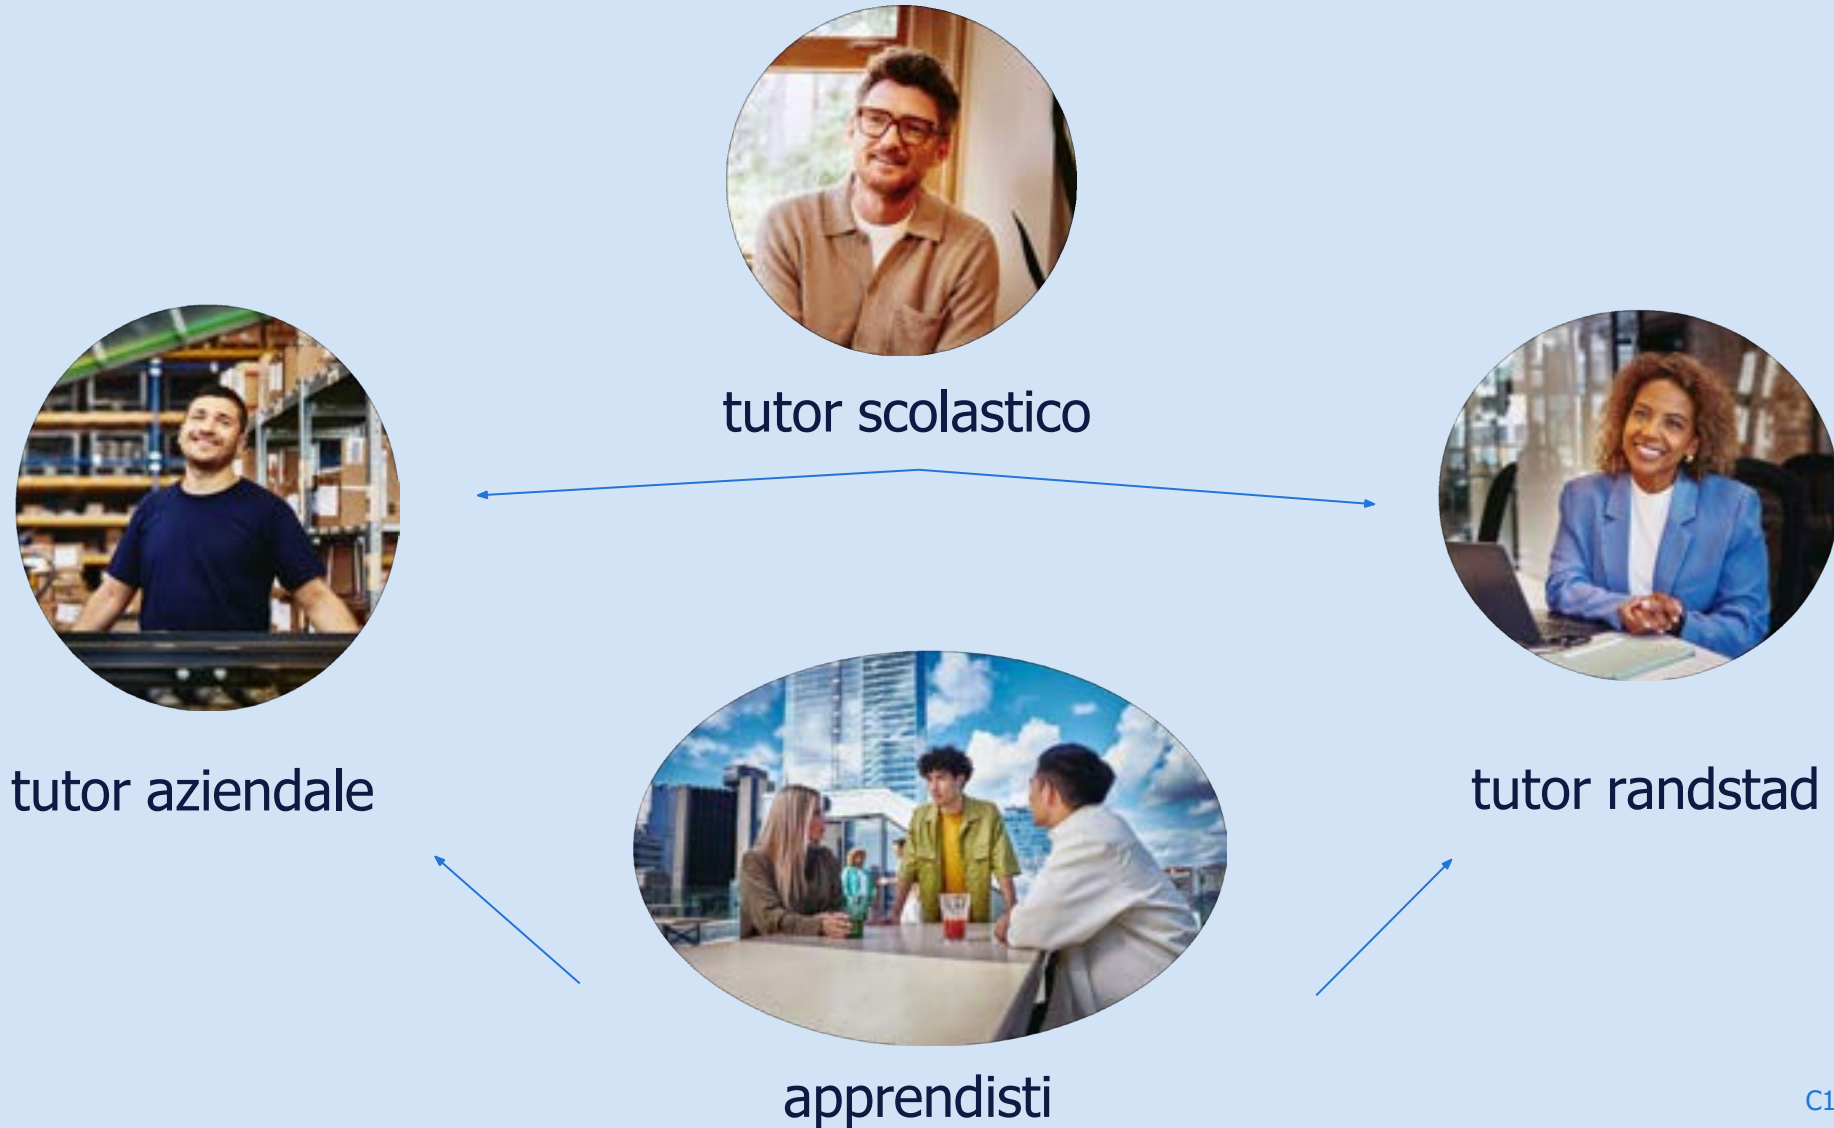 tutor scolastico
tutor aziendale
tutor randstad
apprendisti
C1